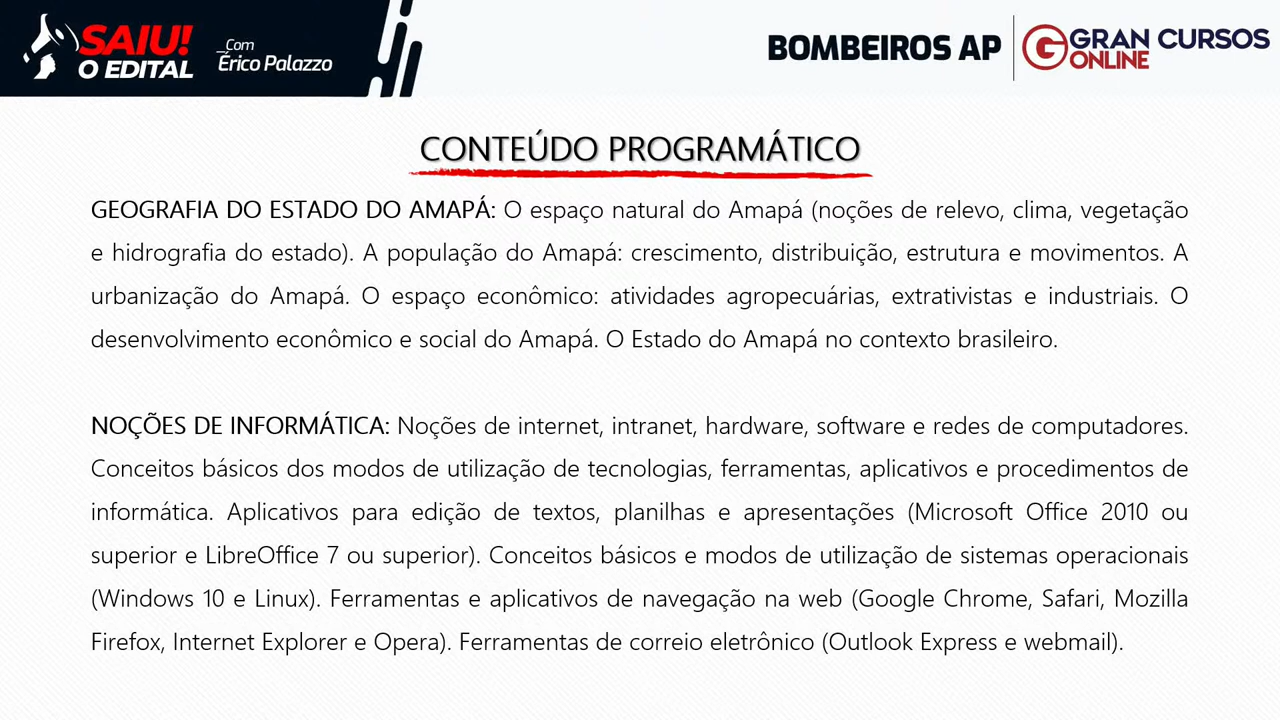 SAIU!
O EDITAL
_Com
Érico Palazzo
BOMBEIROS AP
GRAN CURSOS
ONLINE
CONTEÚDO PROGRAMÁTICO
GEOGRAFIA DO ESTADO DO AMAPÁ: O espaço natural do Amapá (noções de relevo, clima, vegetação
e hidrografia do estado). A população do Amapá: crescimento, distribuição, estrutura e movimentos. A
urbanização do Amapá. O espaço econômico: atividades agropecuárias, extrativistas e industriais. O
desenvolvimento econômico e social do Amapá. O Estado do Amapá no contexto brasileiro.
NOÇÕES DE INFORMÁTICA: Noções de internet, intranet, hardware, software e redes de computadores.
Conceitos básicos dos modos de utilização de tecnologias, ferramentas, aplicativos e procedimentos de
informática. Aplicativos para edição de textos, planilhas e apresentações (Microsoft Office 2010 ou
superior e LibreOffice 7 ou superior). Conceitos básicos e modos de utilização de sistemas operacionais
(Windows 10 e Linux). Ferramentas e aplicativos de navegação na web (Google Chrome, Safari, Mozilla
Firefox, Internet Explorer e Opera). Ferramentas de correio eletrônico (Outlook Express e webmail).